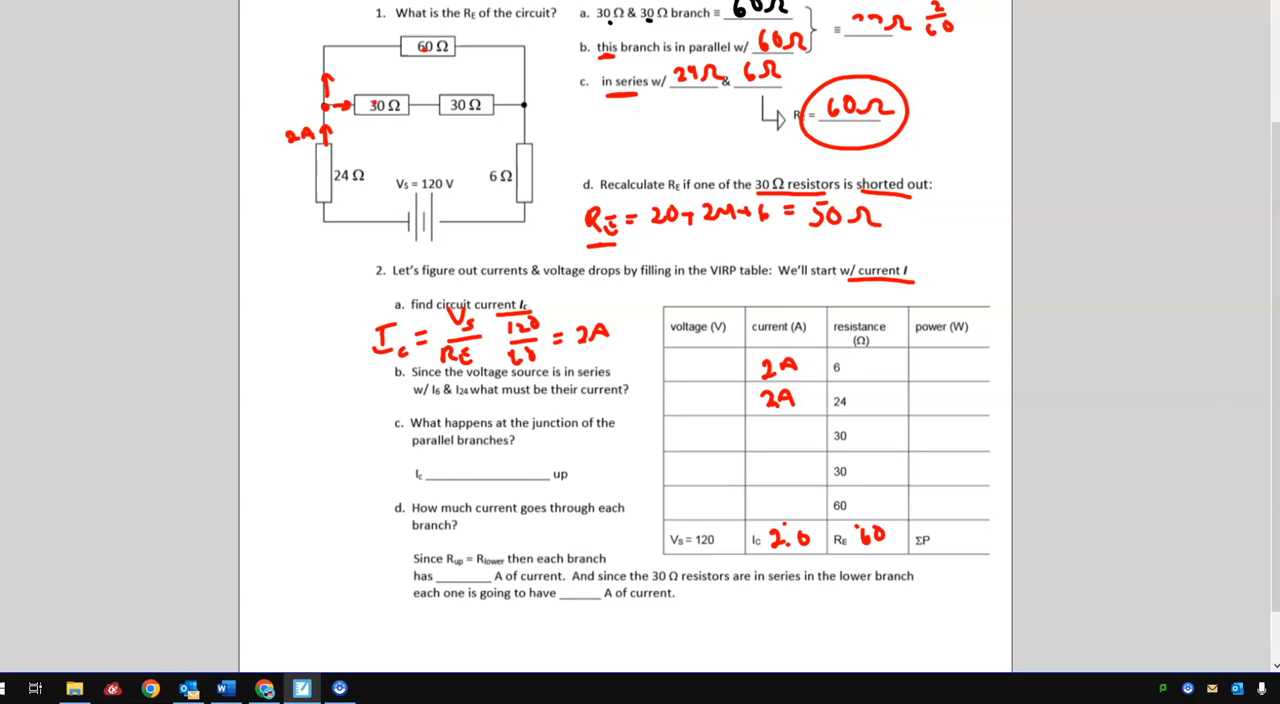 1. What is the RE of the circuit? a. 30 Ω & 30 Ω branch ≡ 60Ω
≡ Ω 2/60
b. this branch is in parallel w/ 60Ω
c. in series w/ 24Ω & 6Ω
RE = 60Ω
60 Ω
30 Ω 30 Ω
2A
24 Ω Vs = 120 V 6 Ω
d. Recalculate RE if one of the 30 Ω resistors is shorted out:
RE = 20 + 24 + 6 = 50 Ω
2. Let's figure out currents & voltage drops by filling in the VIRP table: We'll start w/ current I
a. find circuit current Ic
Ic = Vs/RE 120/60 = 2A
b. Since the voltage source is in series
w/ I6 & I24 what must be their current?
c. What happens at the junction of the
parallel branches?
Ic ____________ up
d. How much current goes through each
branch?
Since Rup = Rlower then each branch
has ______ A of current. And since the 30 Ω resistors are in series in the lower branch
each one is going to have _____ A of current.
voltage (V) current (A) resistance (Ω) power (W)
2A 6
2A 24
30
30
60
Vs = 120 Ic 2.0 RE 60 ΣP